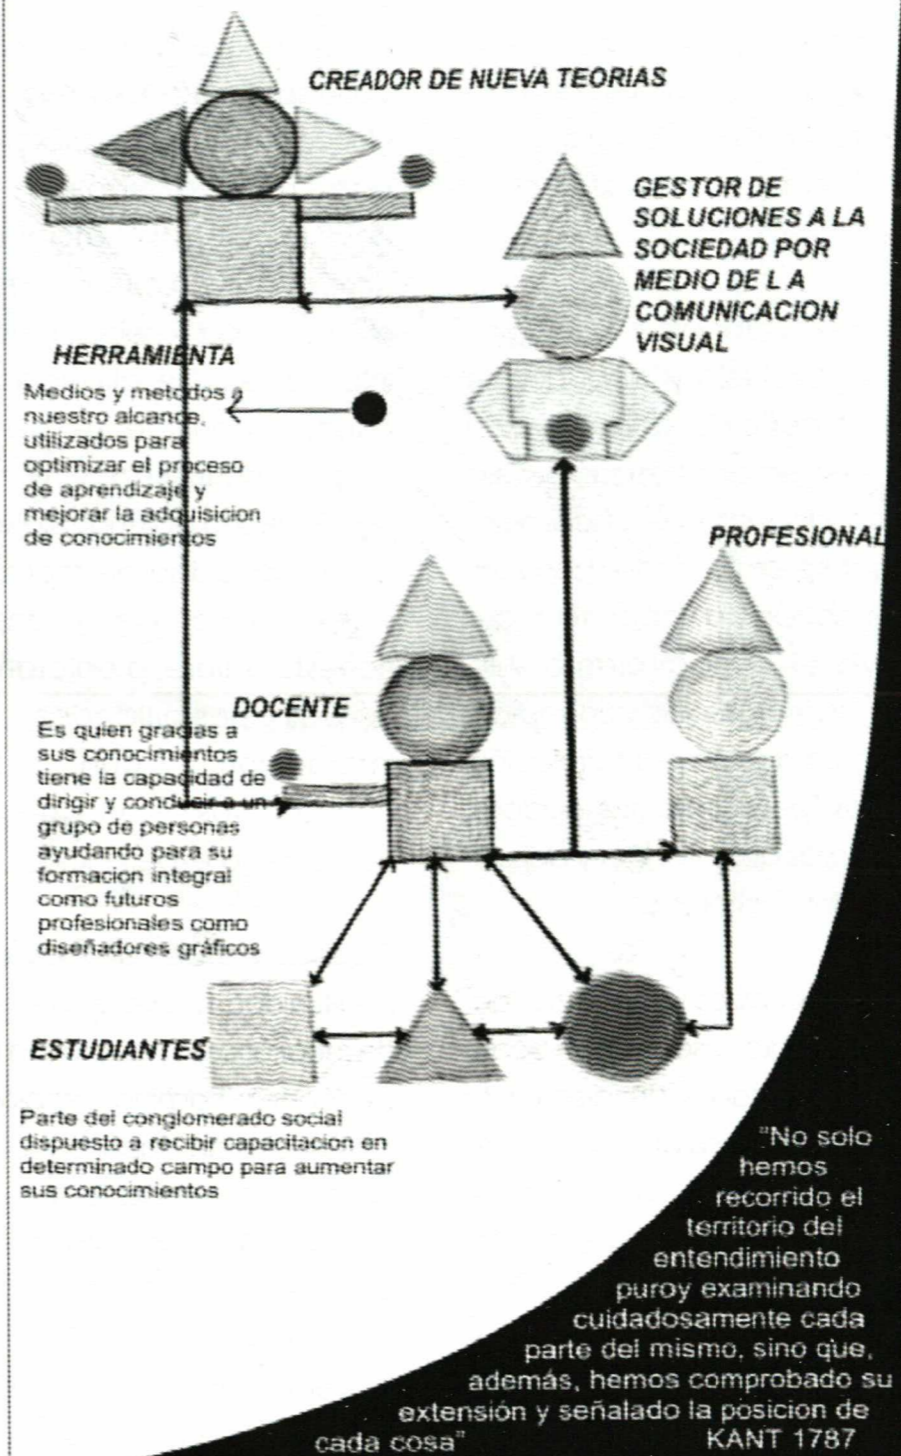 CREADOR DE NUEVA TEORIAS
GESTOR DE
SOLUCIONES A LA
SOCIEDAD POR
MEDIO DE L A
COMUNICACION
VISUAL
HERRAMIENTA
Medios y metodos a
nuestro alcance,
utilizados para
optimizar el proceso
de aprendizaje y
mejorar la adquisicion
de conocimientos
PROFESIONAL
DOCENTE
Es quien gracias a
sus conocimientos
tiene la capacidad de
dirigir y conducir a un
grupo de personas
ayudando para su
formacion integral
como futuros
profesionales como
diseñadores gráficos
ESTUDIANTES
Parte del conglomerado social
dispuesto a recibir capacitacion en
determinado campo para aumentar
sus conocimientos
"No solo
hemos
recorrido el
territorio del
entendimiento
puroy examinando
cuidadosamente cada
parte del mismo, sino que,
además, hemos comprobado su
extensión y señalado la posicion de
cada cosa" KANT 1787